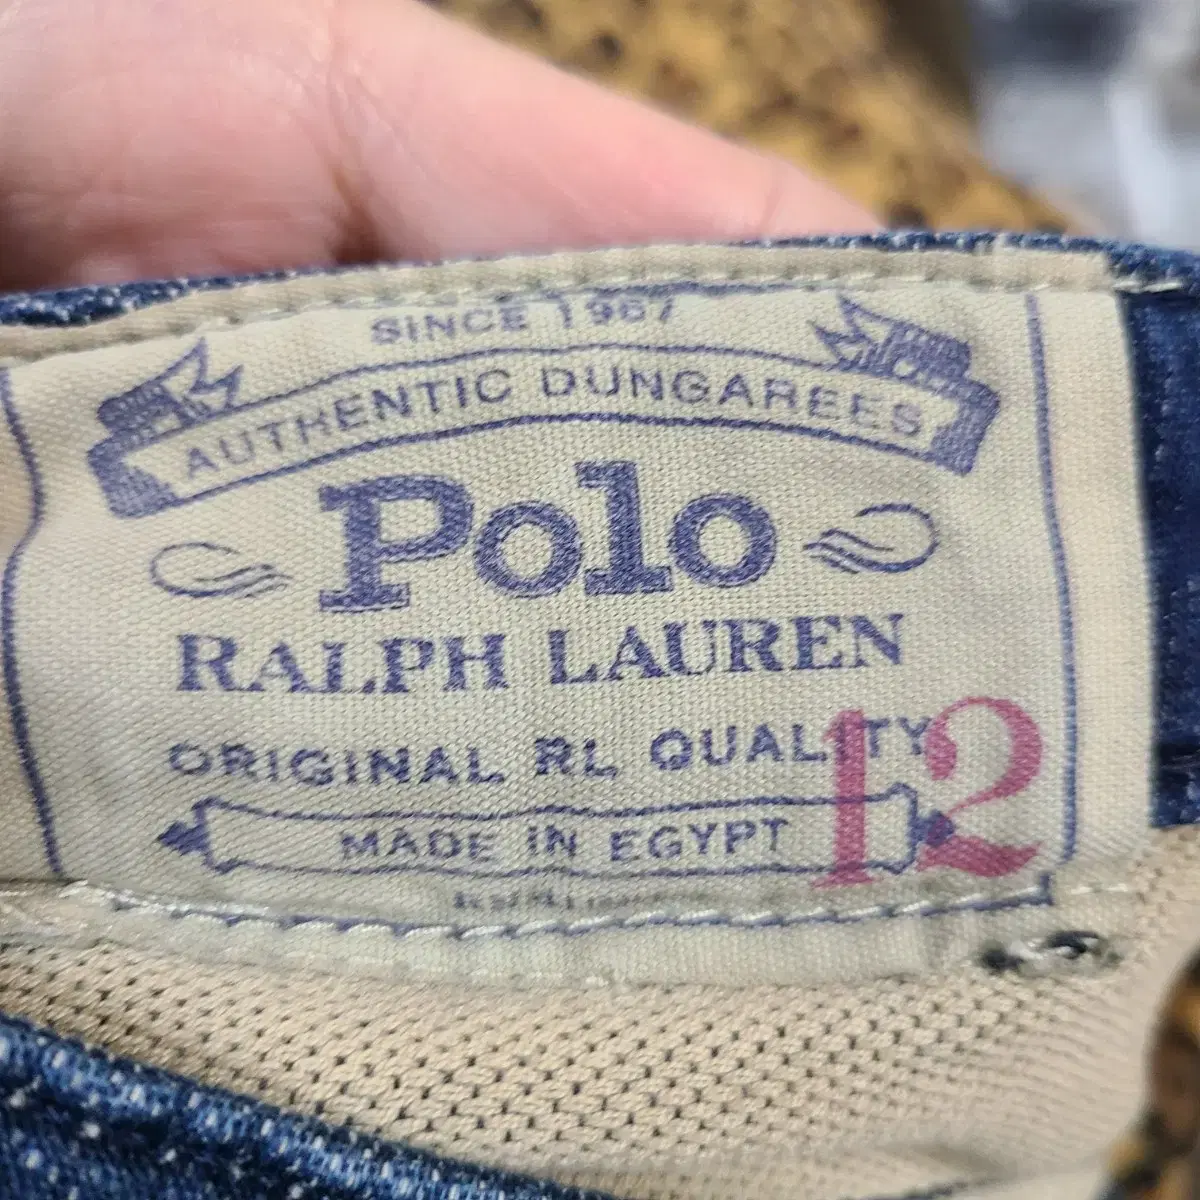 SINCE 1967
AUTHENTIC DUNGAREES
Polo
RALPH LAUREN
ORIGINAL RL QUALITY
12
MADE IN EGYPT